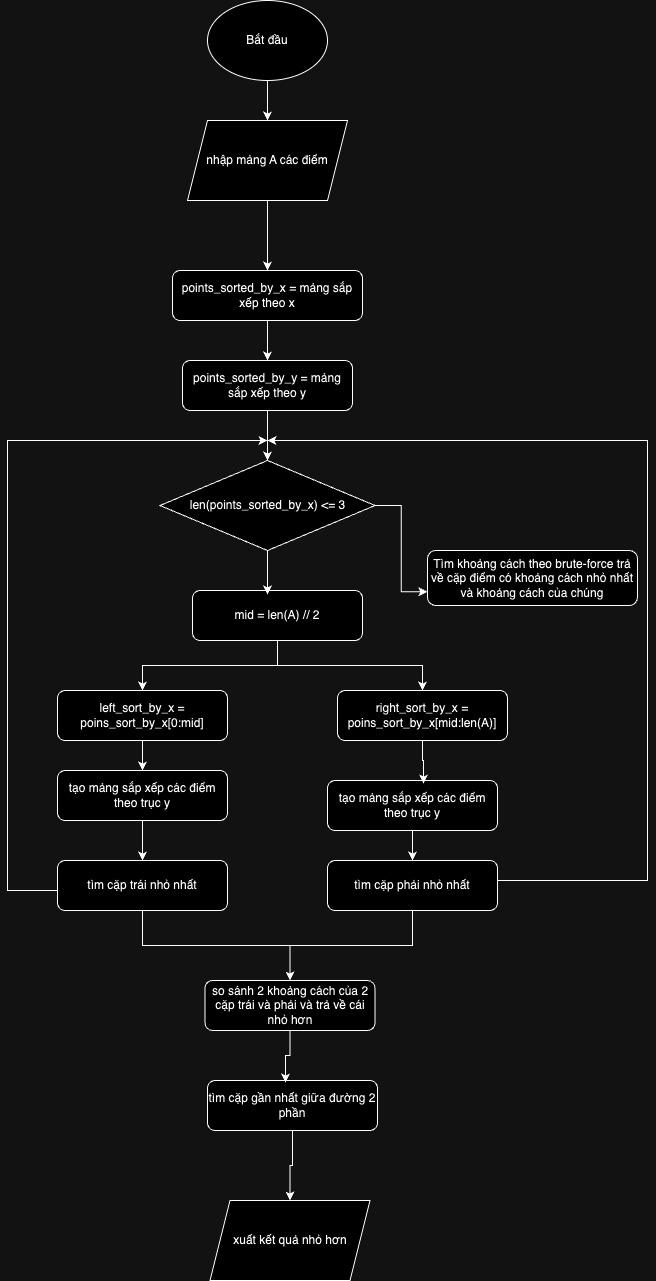 Bắt đầu
nhập mảng A các điểm
points_sorted_by_x = mảng sắp
xếp theo x
points_sorted_by_y = mảng
sắp xếp theo y
len(points_sorted_by_x) <= 3
Tìm khoảng cách theo brute-force trả
về cặp điểm có khoảng cách nhỏ nhất
và khoảng cách của chúng
mid = len(A) // 2
left_sort_by_x =
poins_sort_by_x[0:mid]
right_sort_by_x =
poins_sort_by_x[mid:len(A)]
tạo mảng sắp xếp các điểm
theo trục y
tạo mảng sắp xếp các điểm
theo trục y
tìm cặp trái nhỏ nhất
tìm cặp phải nhỏ nhất
so sánh 2 khoảng cách của 2
cặp trái và phải và trả về cái
nhỏ hơn
tìm cặp gần nhất giữa đường 2
phần
xuất kết quả nhỏ hơn